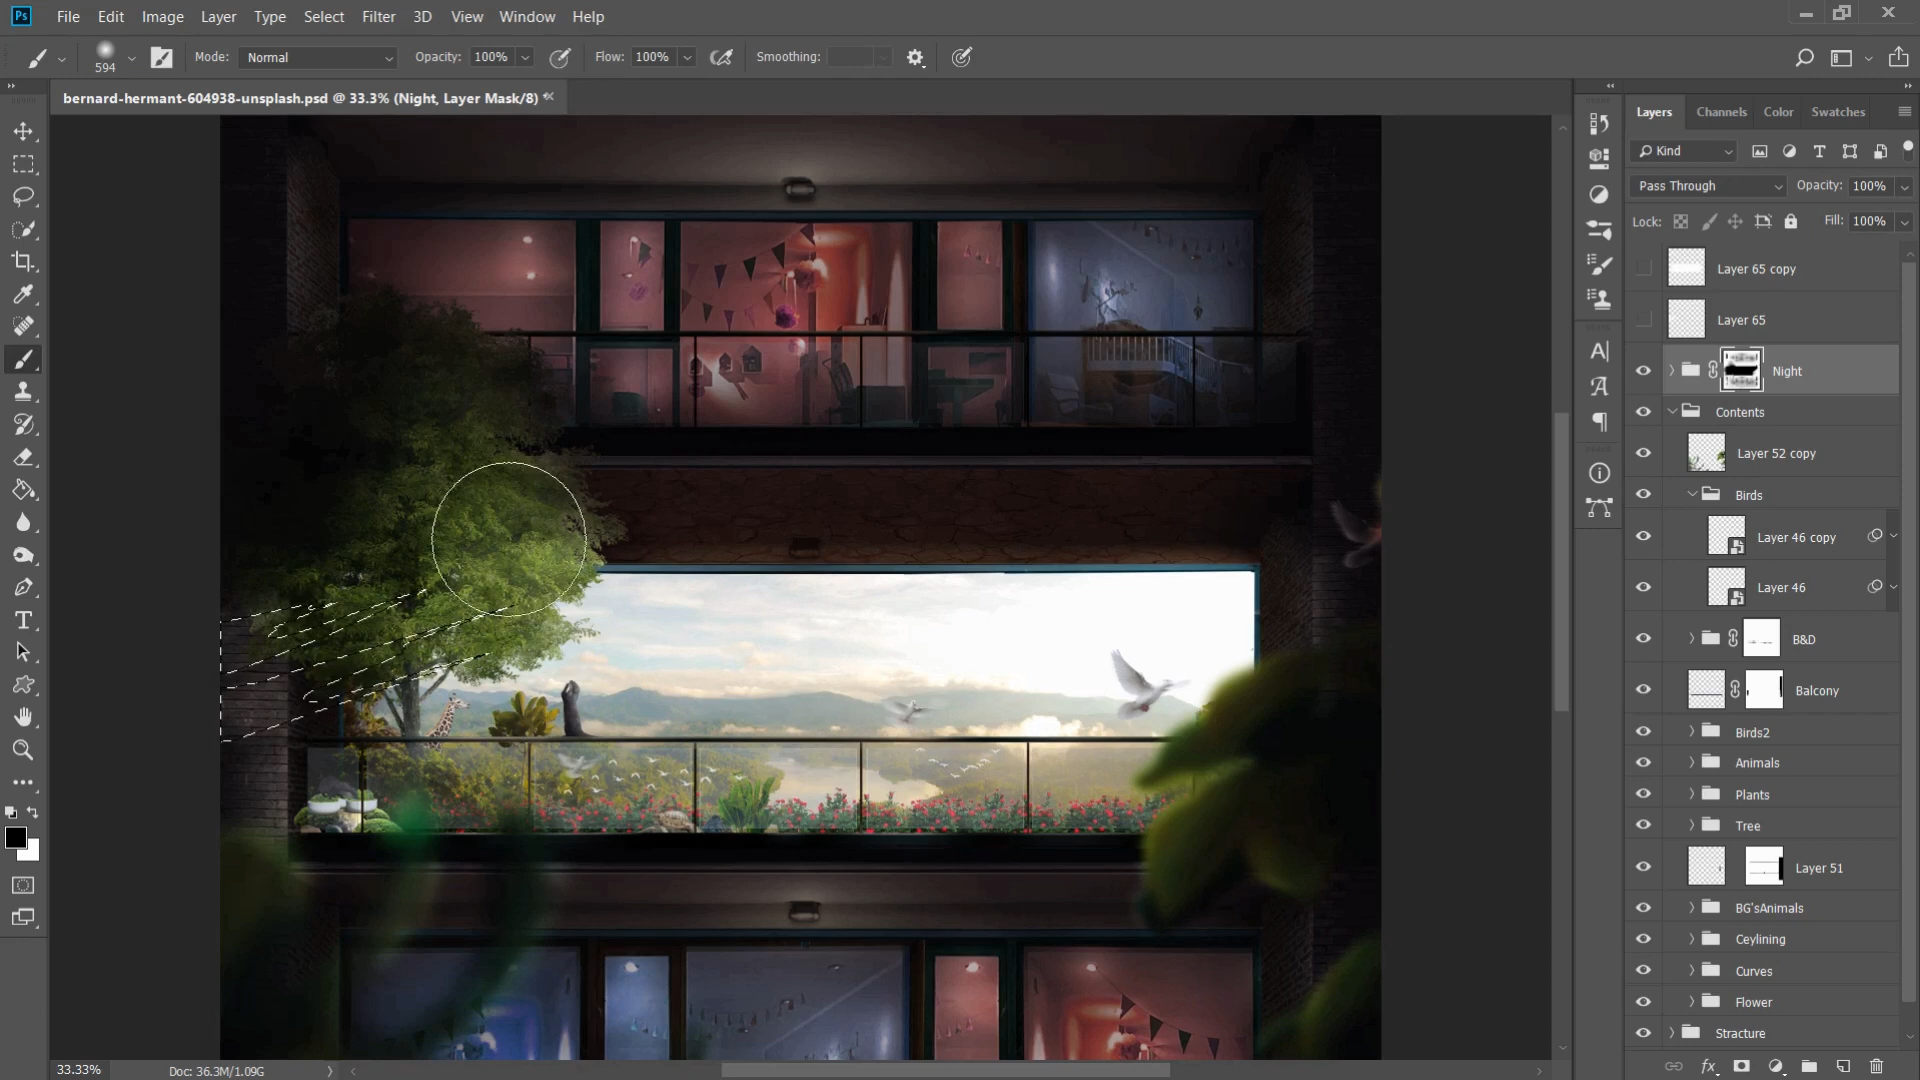 Ps File Edit Image Layer Type Select Filter 3D View Window Help
594 Mode: Normal Opacity: 100% Flow: 100% Smoothing:
bernard-hermant-604938-unsplash.psd @ 33.3% (Night, Layer Mask/8) *
Layers Channels Color Swatches
Kind
Pass Through Opacity: 100%
Lock: Fill: 100%
Layer 65 copy
Layer 65
Night
Contents
Layer 52 copy
Birds
Layer 46 copy
Layer 46
B&D
Balcony
Birds2
Animals
Plants
Tree
Layer 51
BG'sAnimals
Ceylining
Curves
Flower
Stracture
33.33% Doc: 36.3M/1.09G